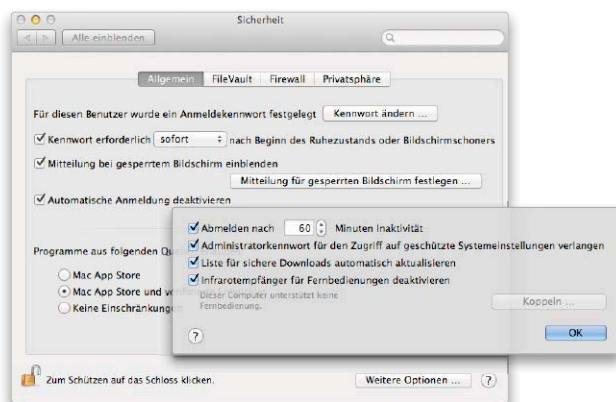 Sicherheit
Alle einblenden
Allgemein FileVault Firewall Privatsphäre
Für diesen Benutzer wurde ein Anmeldekennwort festgelegt Kennwort ändern ...
Kennwort erforderlich sofort nach Beginn des Ruhezustands oder Bildschirmschoners
Mitteilung bei gesperrtem Bildschirm einblenden
Mitteilung für gesperrten Bildschirm festlegen ...
Automatische Anmeldung deaktivieren
Abmelden nach 60 Minuten Inaktivität
Administratorkennwort für den Zugriff auf geschützte Systemeinstellungen verlangen
Liste für sichere Downloads automatisch aktualisieren
Infrarotempfänger für Fernbedienungen deaktivieren
Dieser Computer unterstützt keine
Fernbedienung.
Koppeln ...
?
OK
Programme aus folgenden
Mac App Store
Mac App Store und
Keine Einschränkungen
Zum Schützen auf das Schloss klicken.
Weitere Optionen ... ?